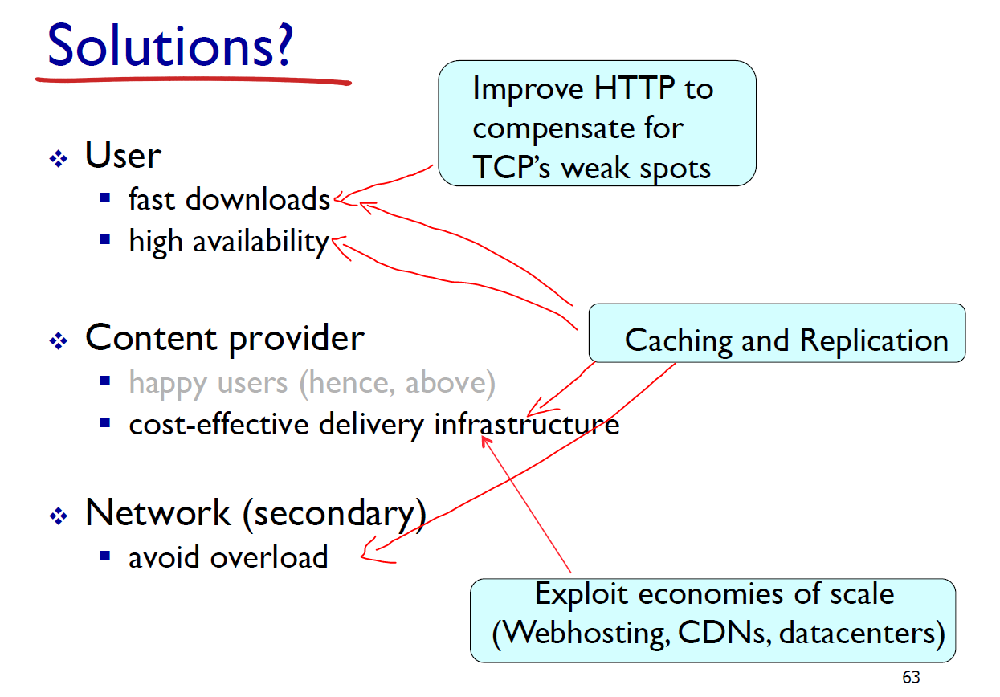 Solutions?
Improve HTTP to
compensate for
TCP's weak spots
User
fast downloads
high availability
Caching and Replication
Content provider
happy users (hence, above)
cost-effective delivery infrastructure
Network (secondary)
avoid overload
Exploit economies of scale
(Webhosting, CDNs, datacenters)
63